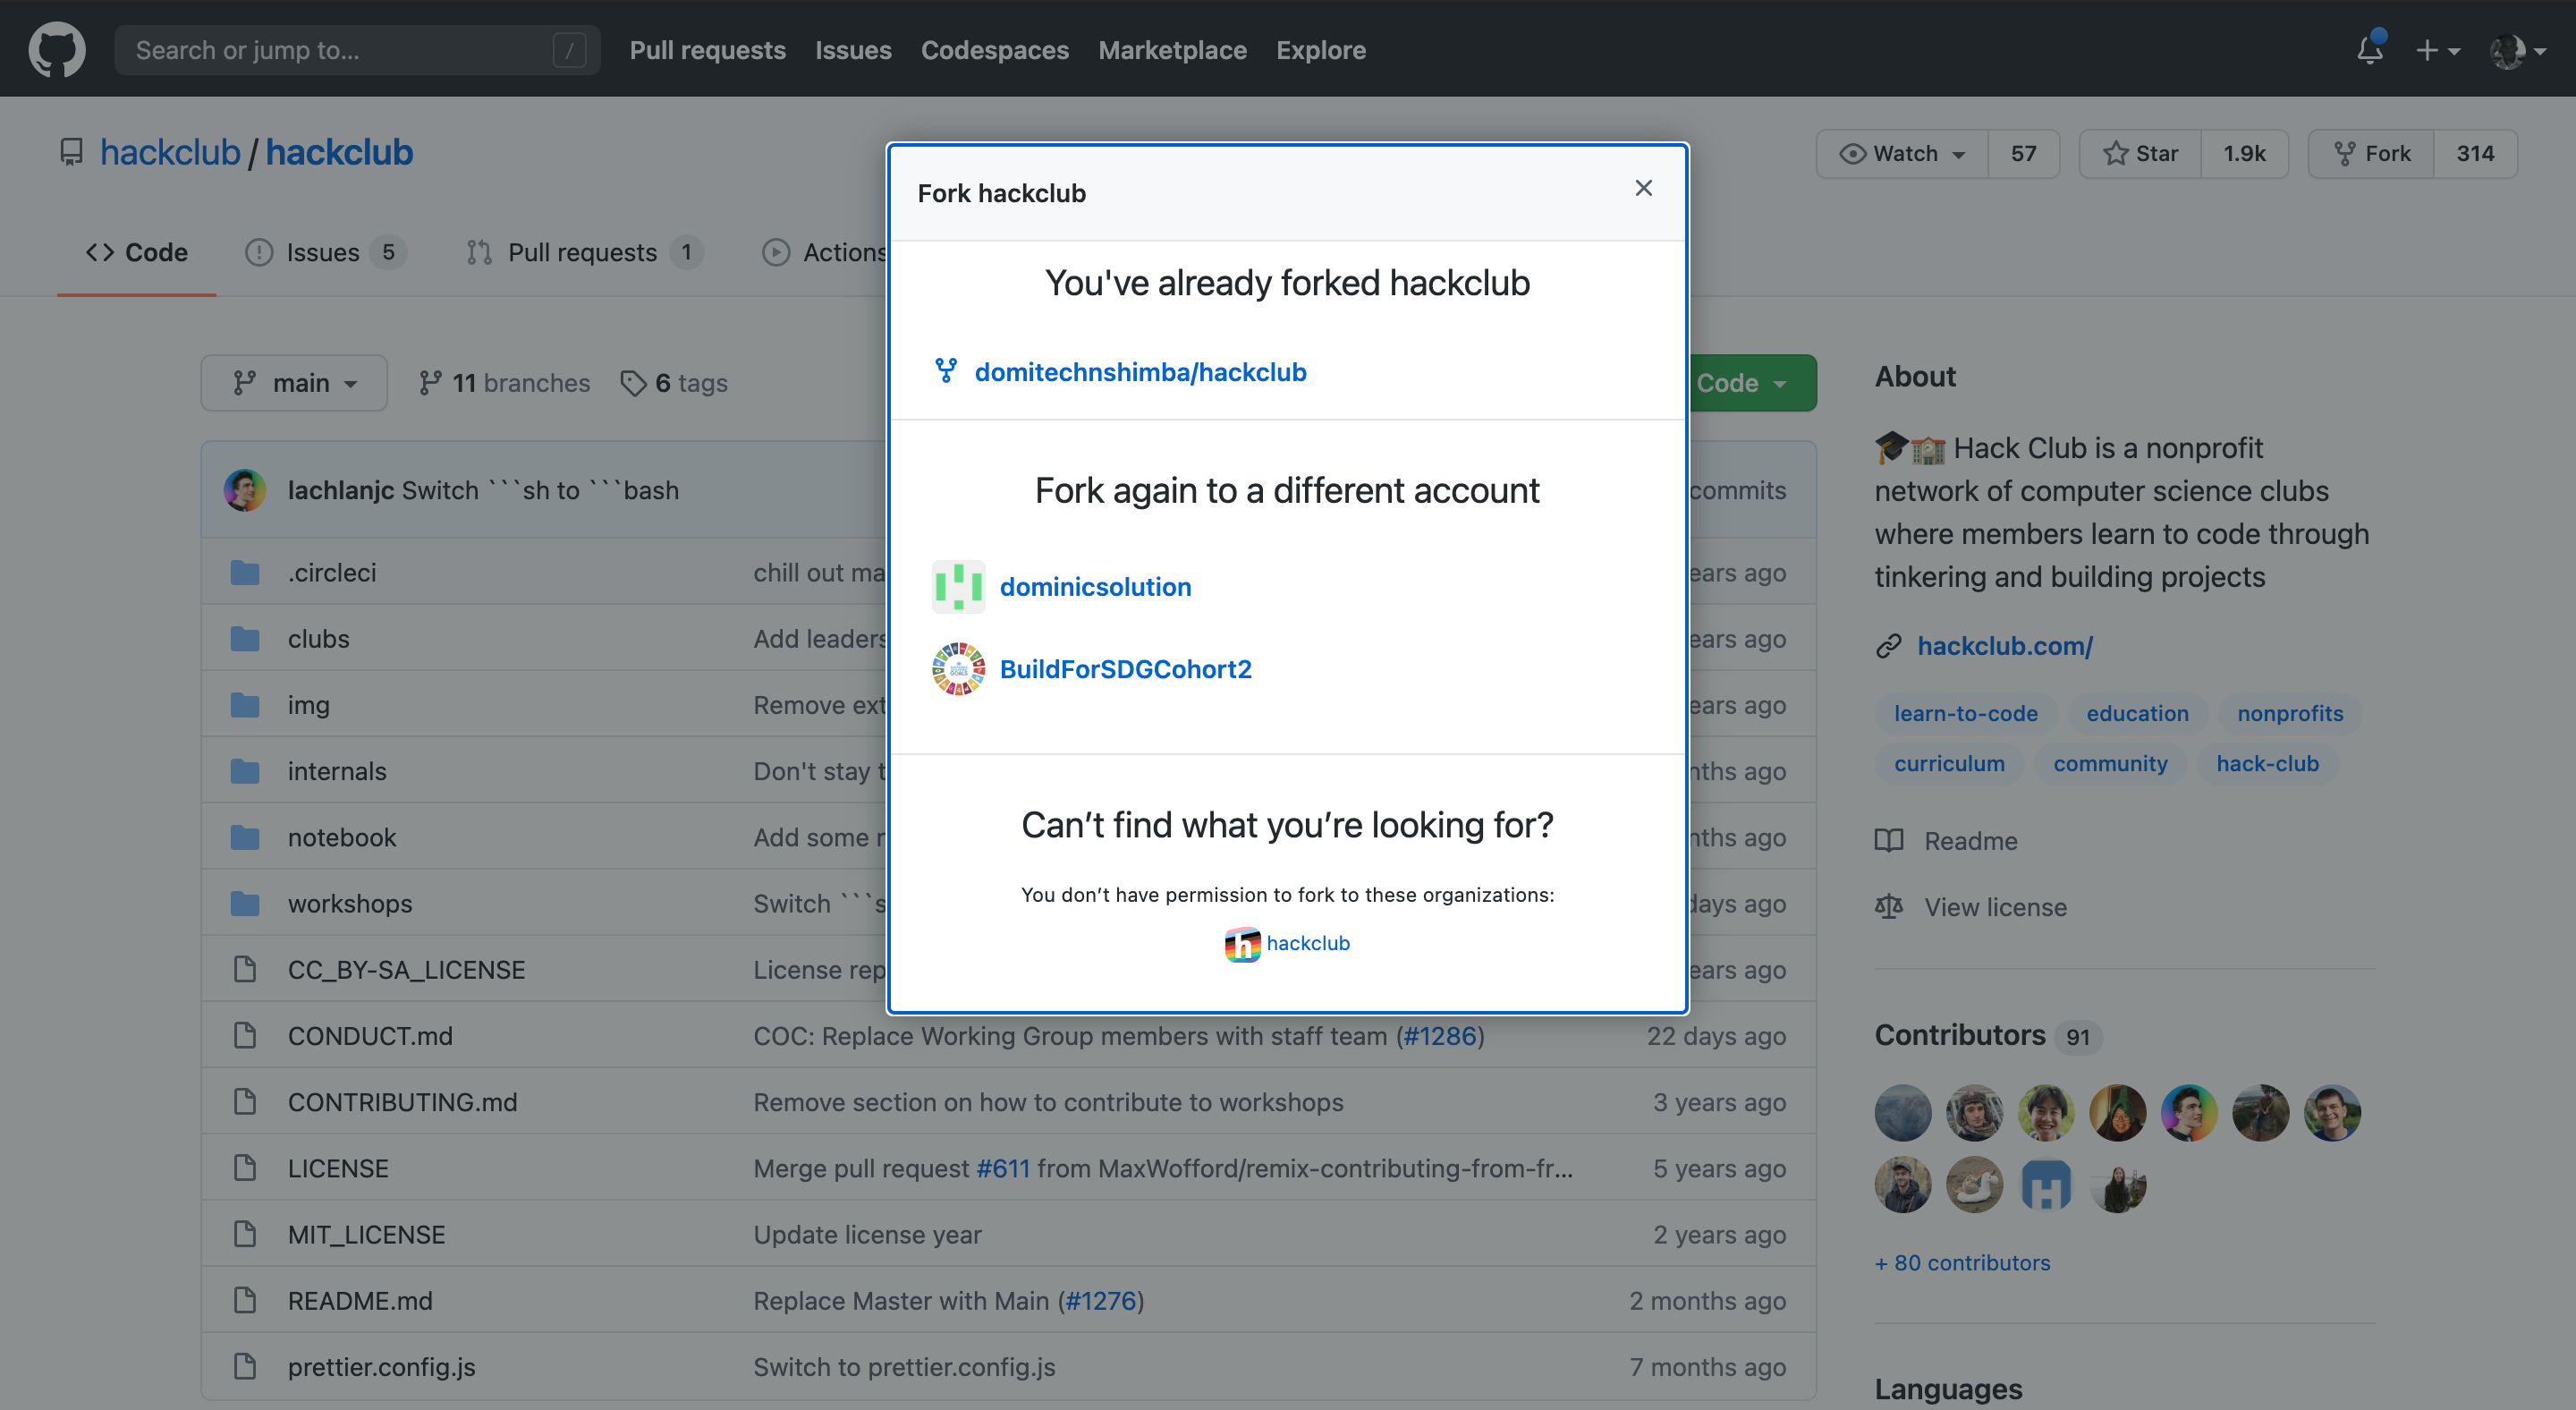 Search or jump to... /
Pull requests Issues Codespaces Marketplace Explore
hackclub / hackclub
Watch 57
Star 1.9k
Fork 314
Code
Issues 5
Pull requests 1
Actions
Fork hackclub
You've already forked hackclub
domitechnshimba/hackclub
Fork again to a different account
dominicsolution
BuildForSDGCohort2
Can’t find what you’re looking for?
You don’t have permission to fork to these organizations:
h hackclub
main
11 branches
6 tags
Code
lachlanjc Switch ```sh to ```bash commits
.circleci chill out ears ago
clubs Add ears ago
img Remove ears ago
internals Don't stay nths ago
notebook Add some nths ago
workshops Switch ```s days ago
CC_BY-SA_LICENSE License rep ears ago
CONDUCT.md COC: Replace Working Group members with staff team (#1286) 22 days ago
CONTRIBUTING.md Remove section on how to contribute to workshops 3 years ago
LICENSE Merge pull request #611 from MaxWofford/remix-contributing-from-fr... 5 years ago
MIT_LICENSE Update license year 2 years ago
README.md Replace Master with Main (#1276) 2 months ago
prettier.config.js Switch to prettier.config.js 7 months ago
About
Hack Club is a nonprofit
network of computer science clubs
where members learn to code through
tinkering and building projects
hackclub.com/
learn-to-code education nonprofits
curriculum community hack-club
Readme
View license
Contributors 91
+ 80 contributors
Languages